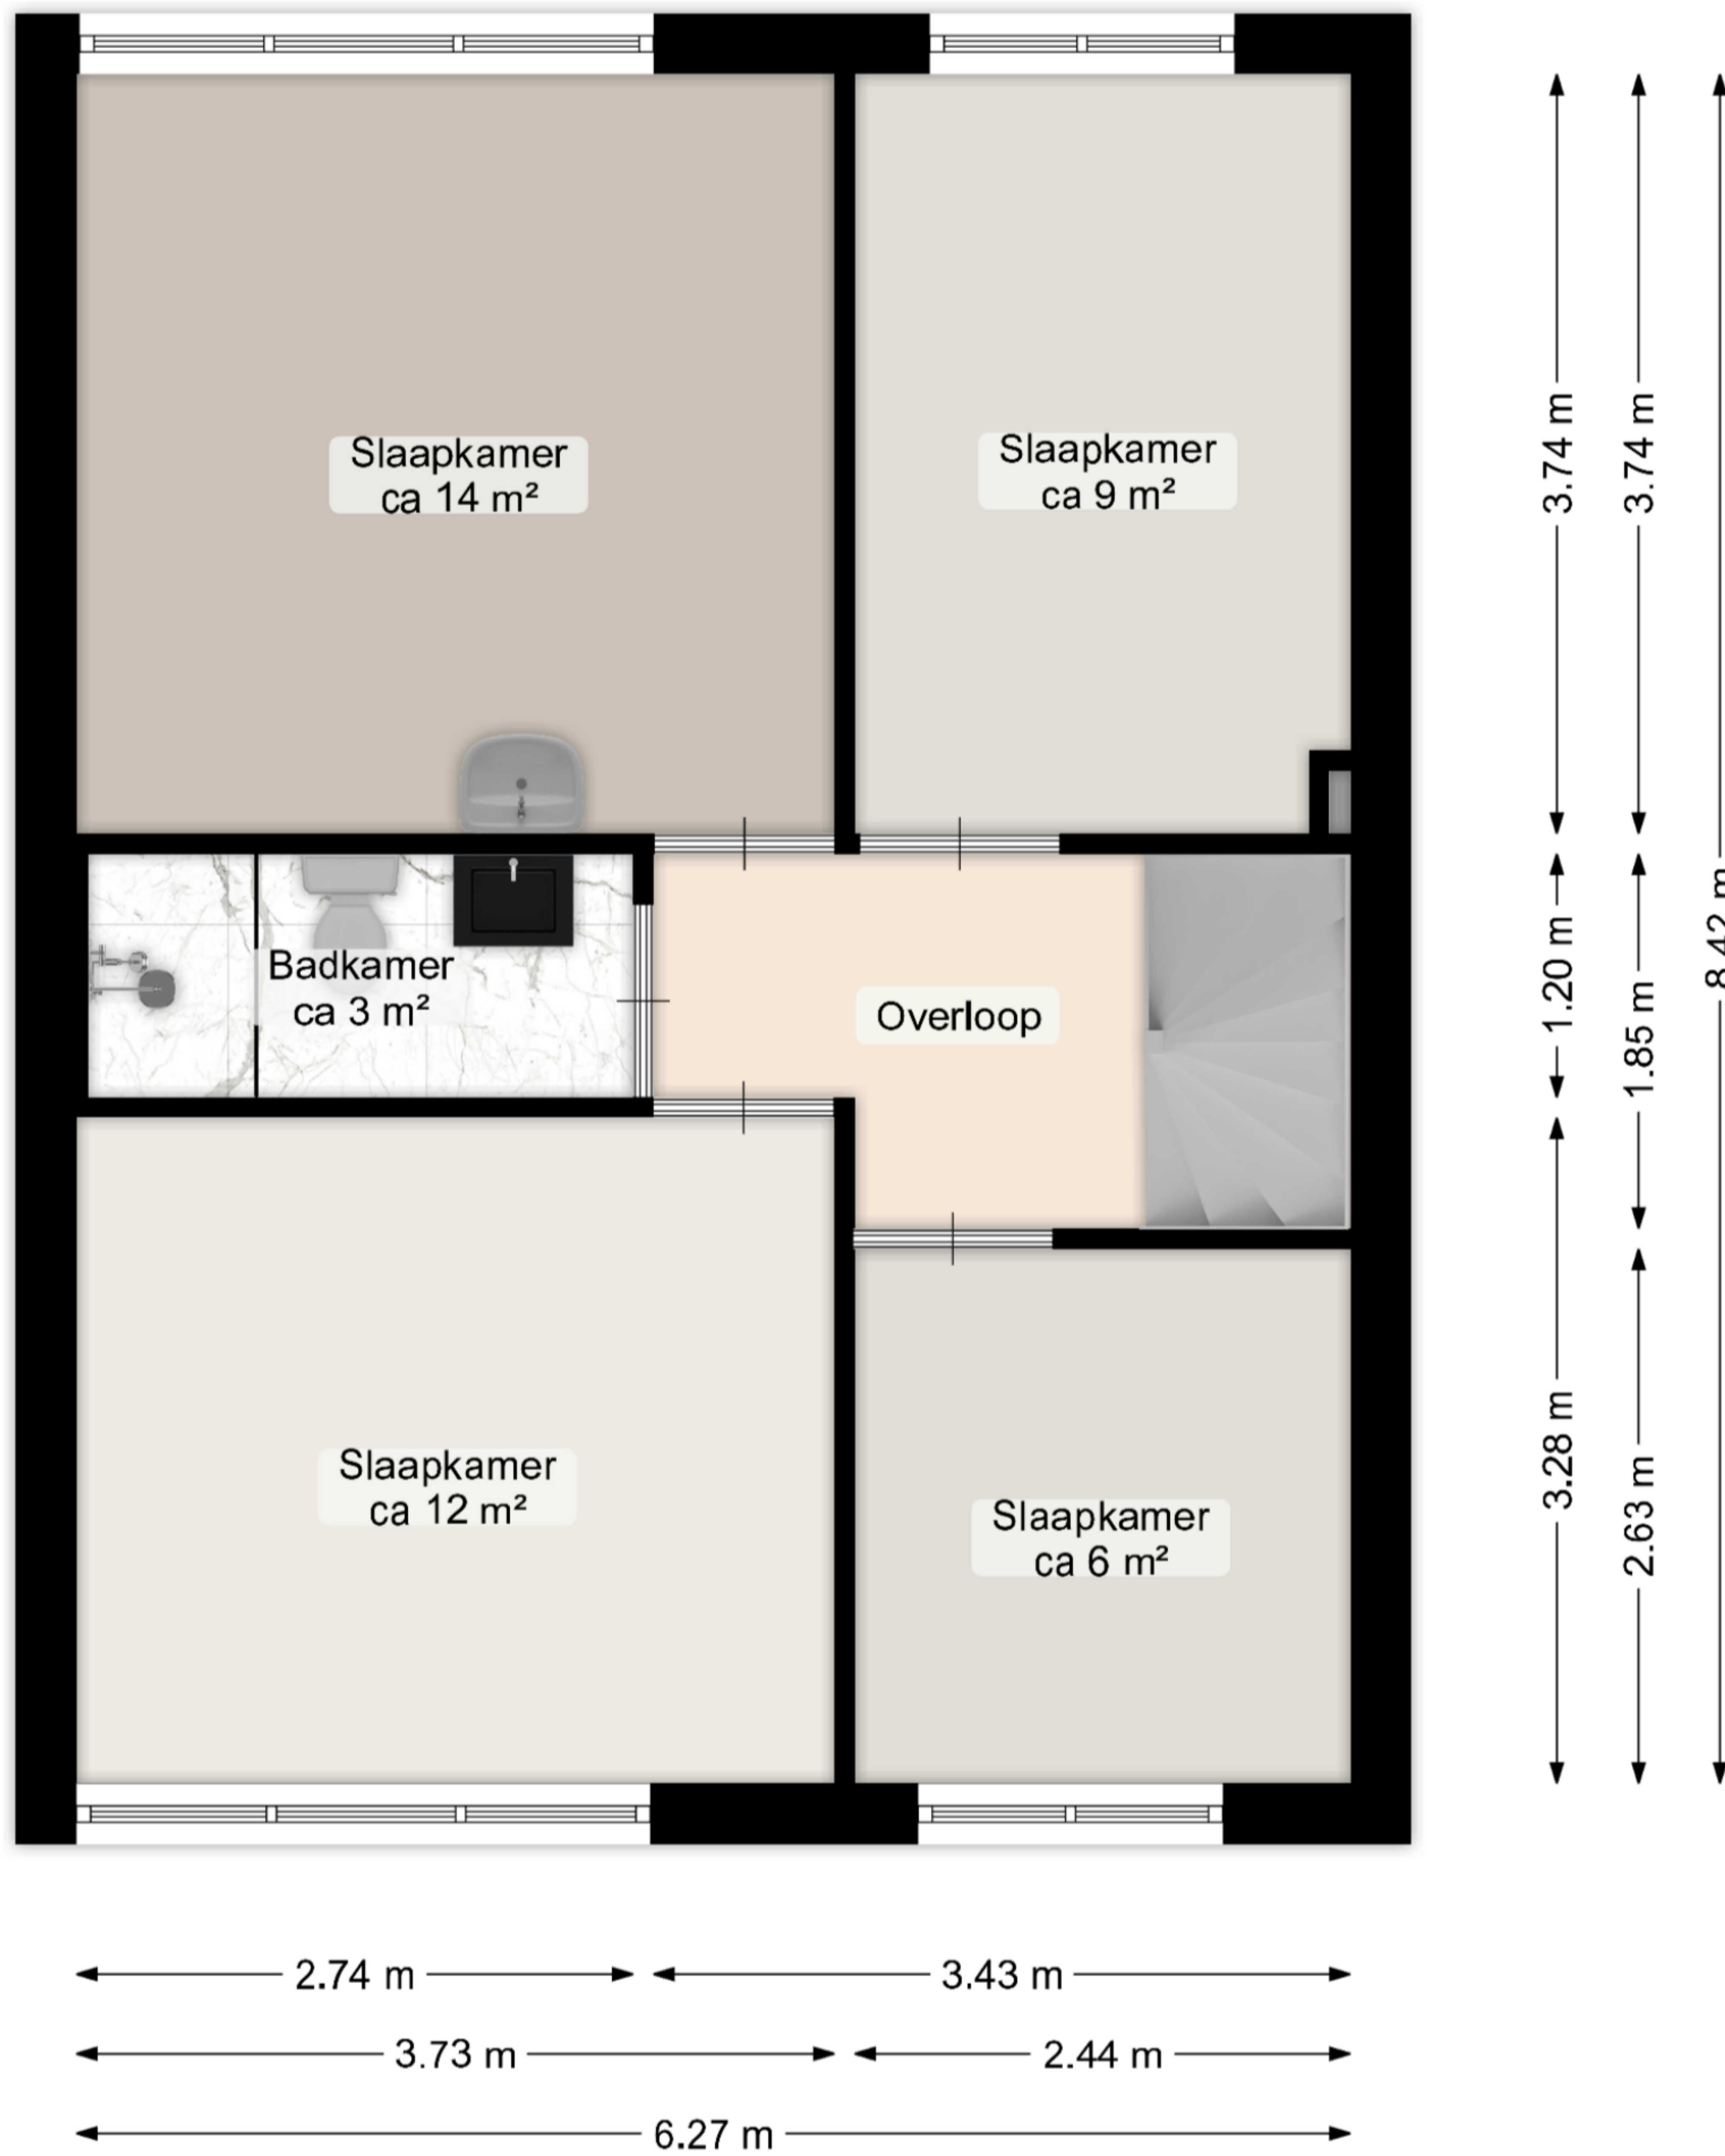 Slaapkamer
ca 14 m²
Slaapkamer
ca 9 m²
Badkamer
ca 3 m²
Overloop
Slaapkamer
ca 12 m²
Slaapkamer
ca 6 m²
3.74 m
3.74 m
1.20 m
1.85 m
8.42 m
3.28 m
2.63 m
2.74 m
3.43 m
3.73 m
2.44 m
6.27 m